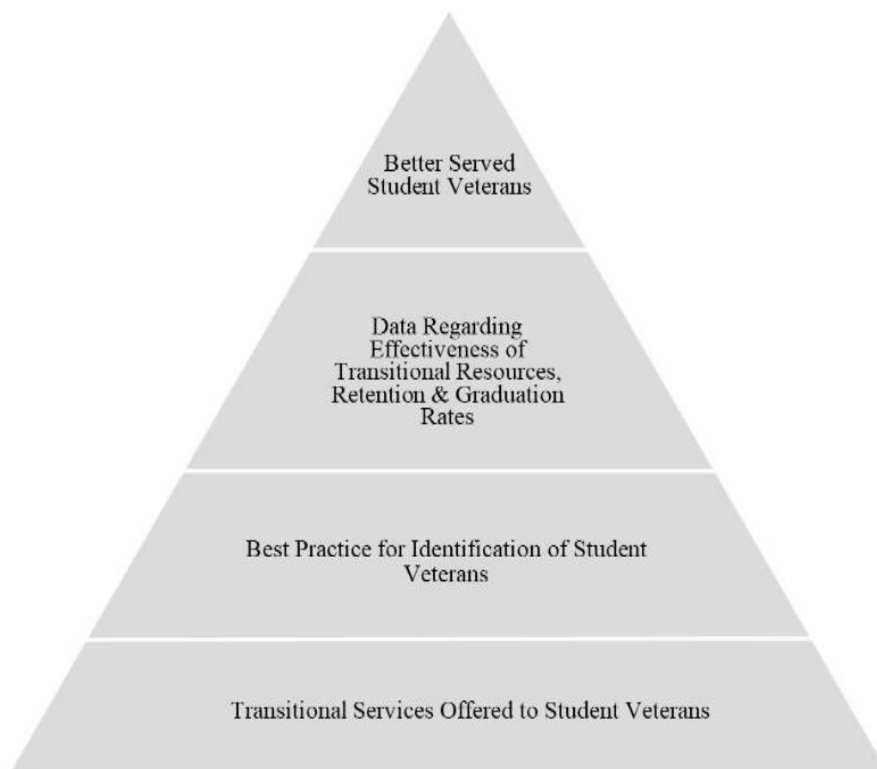 Better Served
Student Veterans
Data Regarding
Effectiveness of
Transitional Resources,
Retention & Graduation
Rates
Best Practice for Identification of Student
Veterans
Transitional Services Offered to Student Veterans